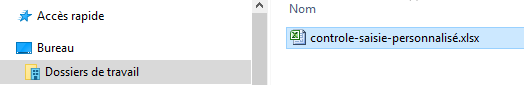 Accès rapide
Bureau
Dossiers de travail
Nom
controle-saisie-personnalisé.xlsx